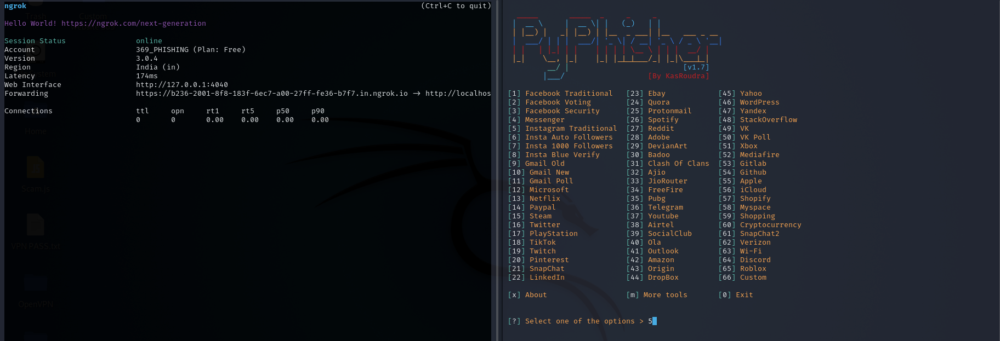 ngrok (Ctrl+C to quit)
Hello World! https://ngrok.com/next-generation
Session Status online
Account 369_PHISHING (Plan: Free)
Version 3.0.4
Region India (in)
Latency 174ms
Web Interface http://127.0.0.1:4040
Forwarding https://b236-2001-8f8-183f-6ec7-a00-27ff-fe36-b7f7.in.ngrok.io -> http://localhos
Connections ttl opn rt1 rt5 p50 p90
0 0 0.00 0.00 0.00 0.00
Trash
Custom
Home
Scam.js
VPN PASS.txt
OpenVPN
PyPhisher
[v1.7]
[By KasRoudra]
[1] Facebook Traditional [23] Ebay [45] Yahoo
[2] Facebook Voting [24] Quora [46] WordPress
[3] Facebook Security [25] Protonmail [47] Yandex
[4] Messenger [26] Spotify [48] StackOverflow
[5] Instagram Traditional [27] Reddit [49] VK
[6] Insta Auto Followers [28] Adobe [50] VK Poll
[7] Insta 1000 Followers [29] DevianArt [51] Xbox
[8] Insta Blue Verify [30] Badoo [52] Mediafire
[9] Gmail Old [31] Clash Of Clans [53] Gitlab
[10] Gmail New [32] Ajio [54] Github
[11] Gmail Poll [33] JioRouter [55] Apple
[12] Microsoft [34] FreeFire [56] iCloud
[13] Netflix [35] Pubg [57] Shopify
[14] Paypal [36] Telegram [58] Myspace
[15] Steam [37] Youtube [59] Shopping
[16] Twitter [38] Airtel [60] Cryptocurrency
[17] PlayStation [39] SocialClub [61] SnapChat2
[18] TikTok [40] Ola [62] Verizon
[19] Twitch [41] Outlook [63] Wi-Fi
[20] Pinterest [42] Amazon [64] Discord
[21] SnapChat [43] Origin [65] Roblox
[22] LinkedIn [44] DropBox [66] Custom
[x] About [m] More tools [0] Exit
[?] Select one of the options > 5